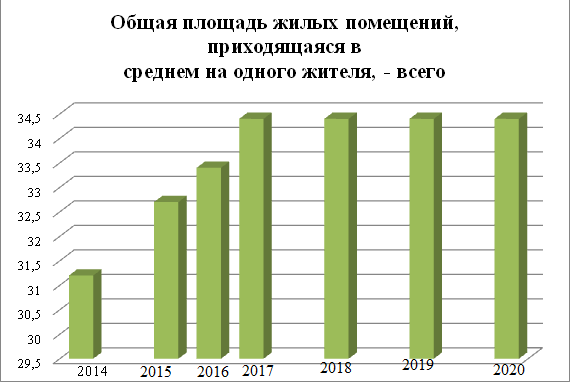 Общая площадь жилых помещений,
приходящаяся в
среднем на одного жителя, - всего
34,5
34
33,5
33
32,5
32
31,5
31
30,5
30
29,5
2014 2015 2016 2017 2018 2019 2020